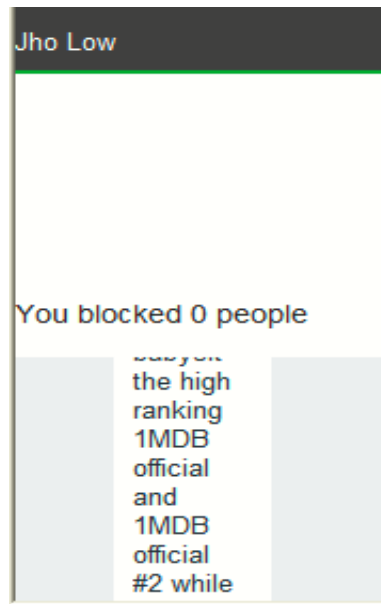 Jho Low
You blocked 0 people
the high
ranking
1MDB
official
and
1MDB
official
#2 while